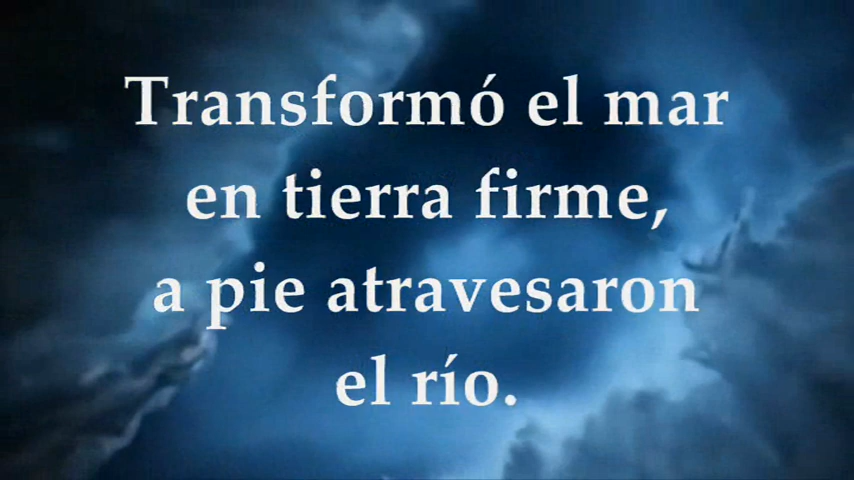 Transformó el mar
en tierra firme,
a pie atravesaron
el río.